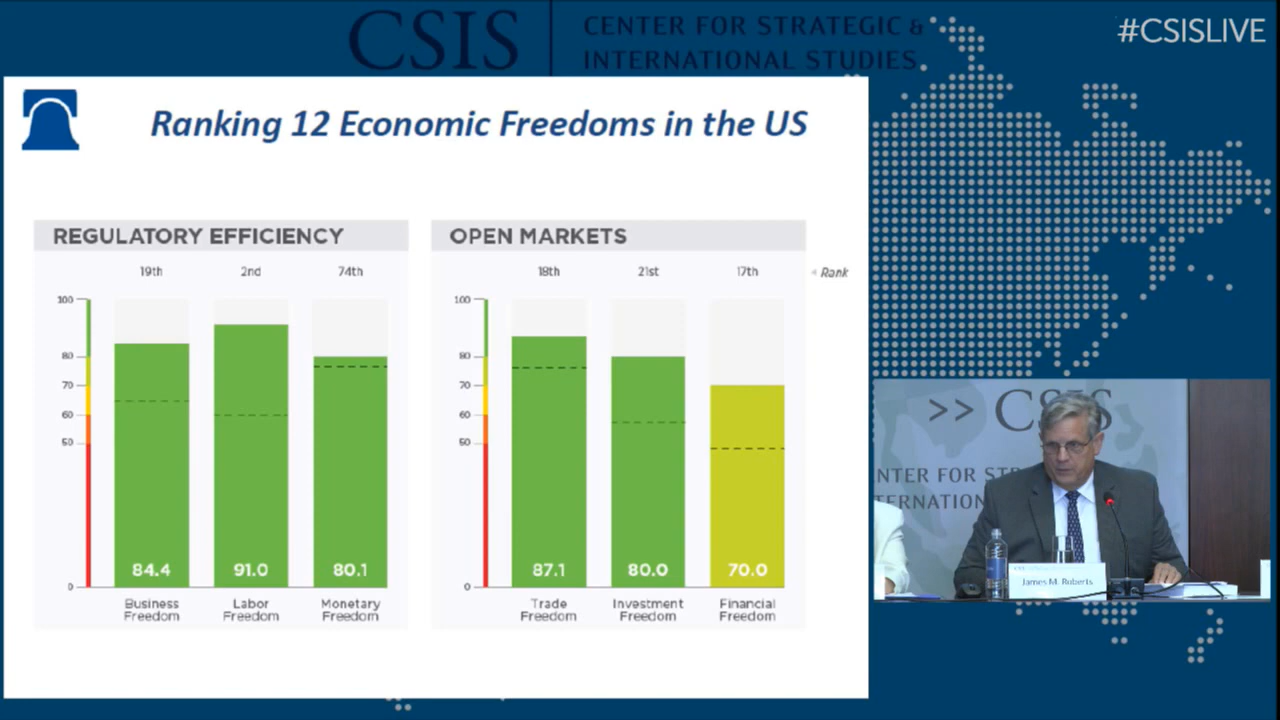 CSIS
CENTER FOR STRATEGIC &
INTERNATIONAL STUDIES
#CSISLIVE
Ranking 12 Economic Freedoms in the US
REGULATORY EFFICIENCY
19th 2nd 74th
100
80
70
60
50
0
84.4 91.0 80.1
Business Freedom
Labor Freedom
Monetary Freedom
OPEN MARKETS
18th 21st 17th
Rank
100
80
70
60
50
0
87.1 80.0 70.0
Trade Freedom
Investment Freedom
Financial Freedom
>> CSIS
ENTER FOR STR
TERNATION
James M. Roberts